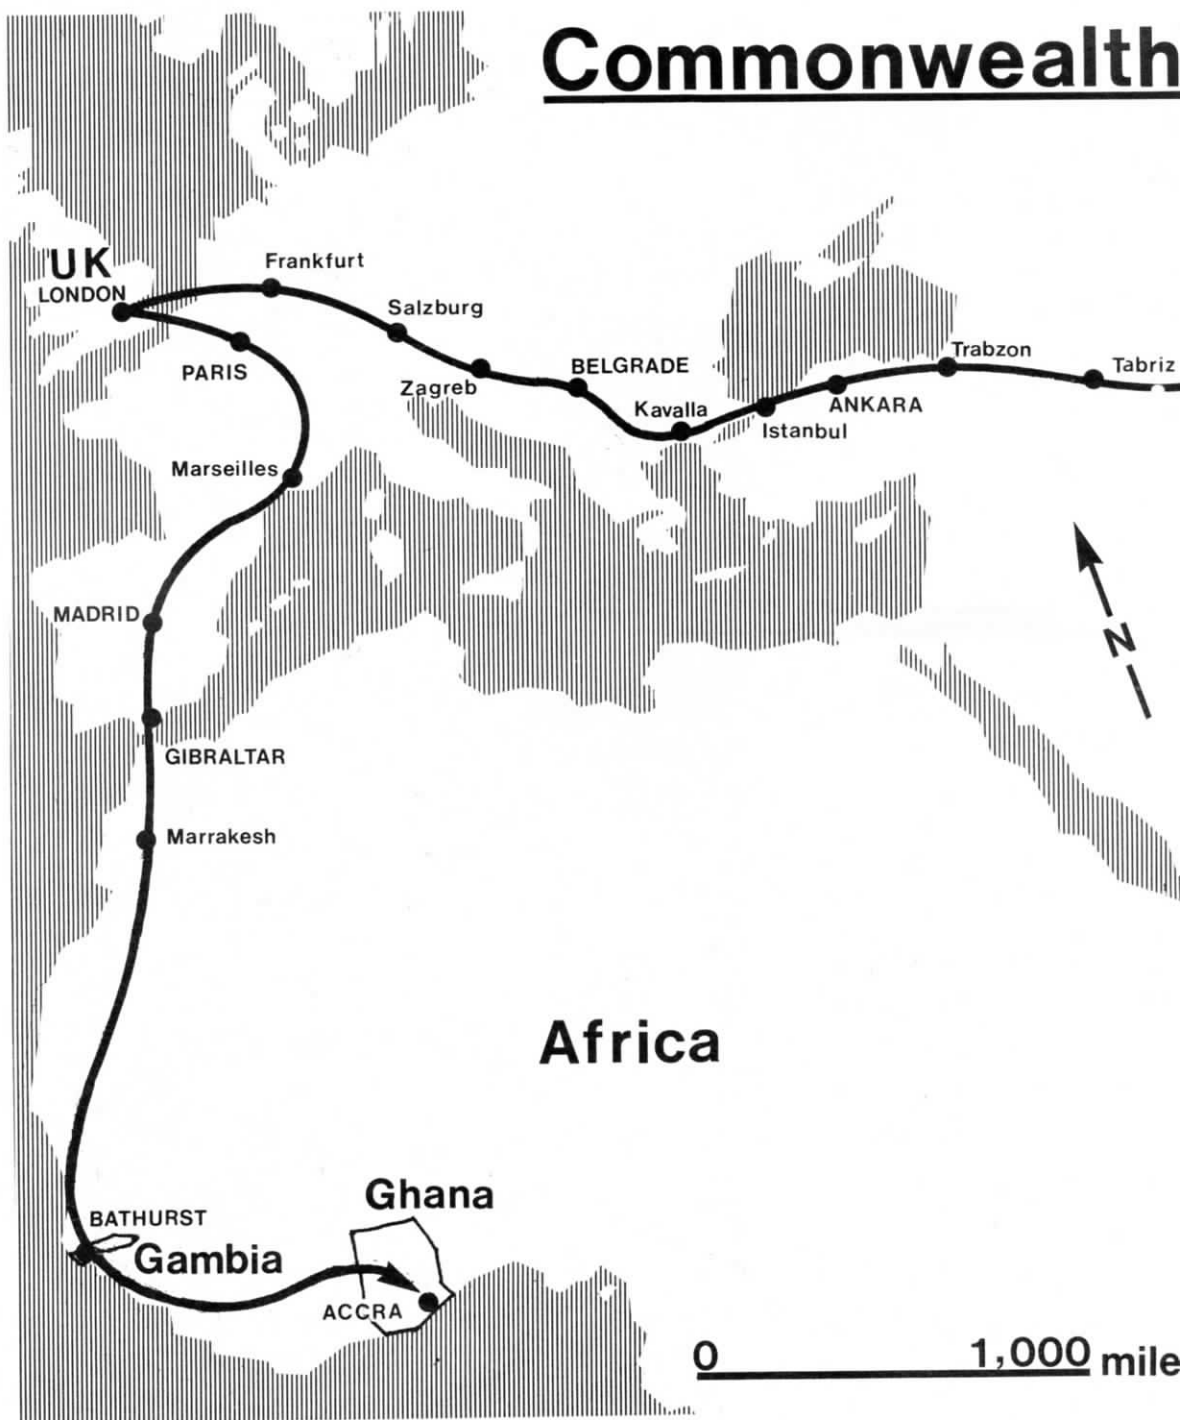 Commonwealth
UK
LONDON
Frankfurt
Salzburg
PARIS
Zagreb
BELGRADE
Kavalla
Istanbul
ANKARA
Trabzon
Tabriz
Marseilles
MADRID
N
GIBRALTAR
Marrakesh
Africa
Ghana
BATHURST
Gambia
ACCRA
0 1,000 mile